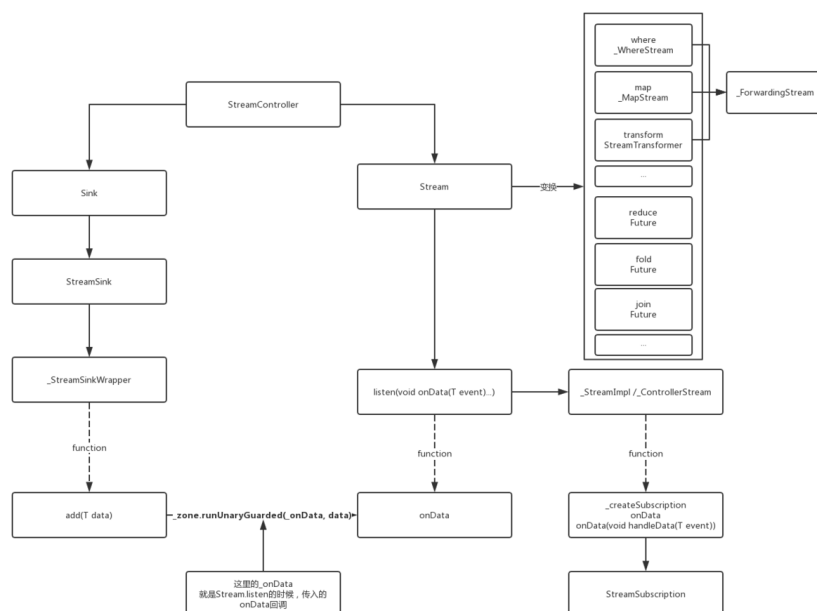 where
_WhereStream
map
_MapStream
_ForwardingStream
StreamController
transform
StreamTransformer
...
Sink
Stream
变换
reduce
Future
fold
Future
StreamSink
join
Future
...
_StreamSinkWrapper
listen(void onData(T event)...)
_StreamImpl /_ControllerStream
function
function
function
add(T data)
_zone.runUnaryGuarded(_onData, data)
onData
_createSubscription
onData
onData(void handleData(T event))
这里的_onData
就是Stream.listen的时候，传入的
onData回调
StreamSubscription